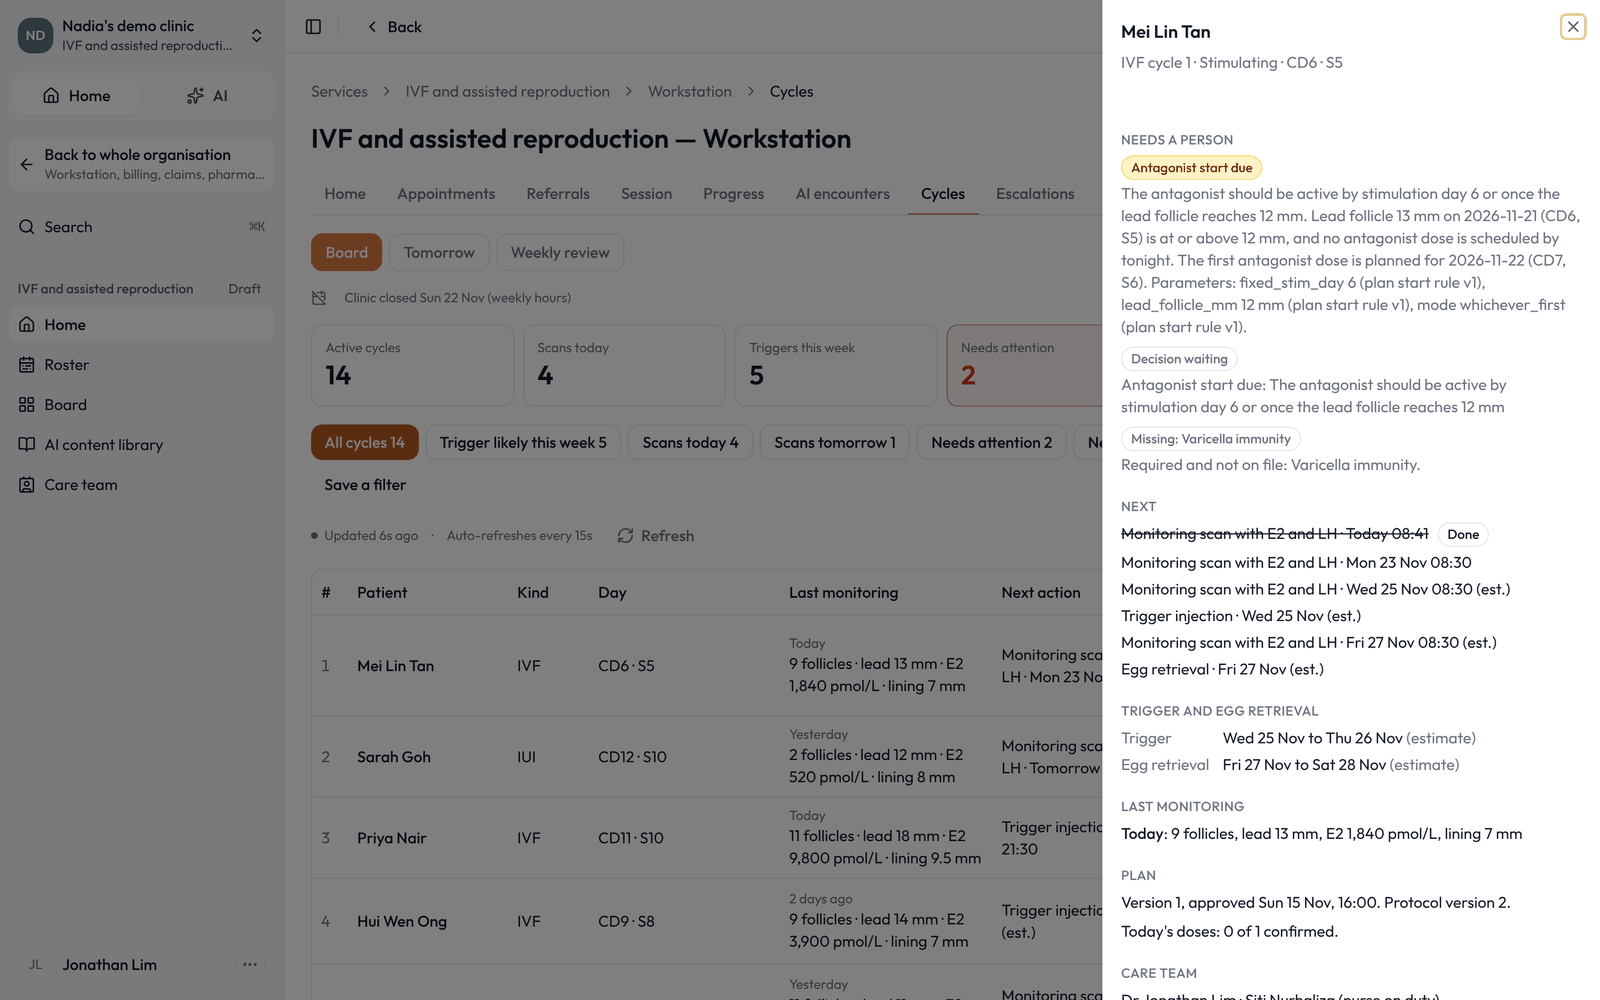 ND
Nadia's demo clinic
IVF and assisted reproducti...
Home
AI
Back to whole organisation
Workstation, billing, claims, pharma...
Search
⌘K
IVF and assisted reproduction
Draft
Home
Roster
Board
AI content library
Care team
JL
Jonathan Lim
Back
Services > IVF and assisted reproduction > Workstation > Cycles
IVF and assisted reproduction — Workstation
Home
Appointments
Referrals
Session
Progress
AI encounters
Cycles
Escalations
Board
Tomorrow
Weekly review
Clinic closed Sun 22 Nov (weekly hours)
Active cycles
14
Scans today
4
Triggers this week
5
Needs attention
2
All cycles 14
Trigger likely this week 5
Scans today 4
Scans tomorrow 1
Needs attention 2
Save a filter
Updated 6s ago · Auto-refreshes every 15s
Refresh
# Patient Kind Day Last monitoring Next action
1 Mei Lin Tan IVF CD6 · S5
Today
9 follicles · lead 13 mm · E2
1,840 pmol/L · lining 7 mm
Monitoring sca
LH · Mon 23 No
2 Sarah Goh IUI CD12 · S10
Yesterday
2 follicles · lead 12 mm · E2
520 pmol/L · lining 8 mm
Monitoring sca
LH · Tomorrow
3 Priya Nair IVF CD11 · S10
Today
11 follicles · lead 18 mm · E2
9,800 pmol/L · lining 9.5 mm
Trigger injectic
21:30
4 Hui Wen Ong IVF CD9 · S8
2 days ago
9 follicles · lead 14 mm · E2
3,900 pmol/L · lining 7 mm
Trigger injectic
(est.)
Yesterday
Mei Lin Tan
IVF cycle 1 · Stimulating · CD6 · S5
NEEDS A PERSON
Antagonist start due
The antagonist should be active by stimulation day 6 or once the
lead follicle reaches 12 mm. Lead follicle 13 mm on 2026-11-21 (CD6,
S5) is at or above 12 mm, and no antagonist dose is scheduled by
tonight. The first antagonist dose is planned for 2026-11-22 (CD7,
S6). Parameters: fixed_stim_day 6 (plan start rule v1),
lead_follicle_mm 12 mm (plan start rule v1), mode whichever_first
(plan start rule v1).
Decision waiting
Antagonist start due: The antagonist should be active by
stimulation day 6 or once the lead follicle reaches 12 mm
Missing: Varicella immunity
Required and not on file: Varicella immunity.
NEXT
Monitoring scan with E2 and LH · Today 08:41 Done
Monitoring scan with E2 and LH · Mon 23 Nov 08:30
Monitoring scan with E2 and LH · Wed 25 Nov 08:30 (est.)
Trigger injection · Wed 25 Nov (est.)
Monitoring scan with E2 and LH · Fri 27 Nov 08:30 (est.)
Egg retrieval · Fri 27 Nov (est.)
TRIGGER AND EGG RETRIEVAL
Trigger Wed 25 Nov to Thu 26 Nov (estimate)
Egg retrieval Fri 27 Nov to Sat 28 Nov (estimate)
LAST MONITORING
Today: 9 follicles, lead 13 mm, E2 1,840 pmol/L, lining 7 mm
PLAN
Version 1, approved Sun 15 Nov, 16:00. Protocol version 2.
Today's doses: 0 of 1 confirmed.
CARE TEAM
Dr Jonathan Lim · Siti Nurhaliza (nurse on duty)